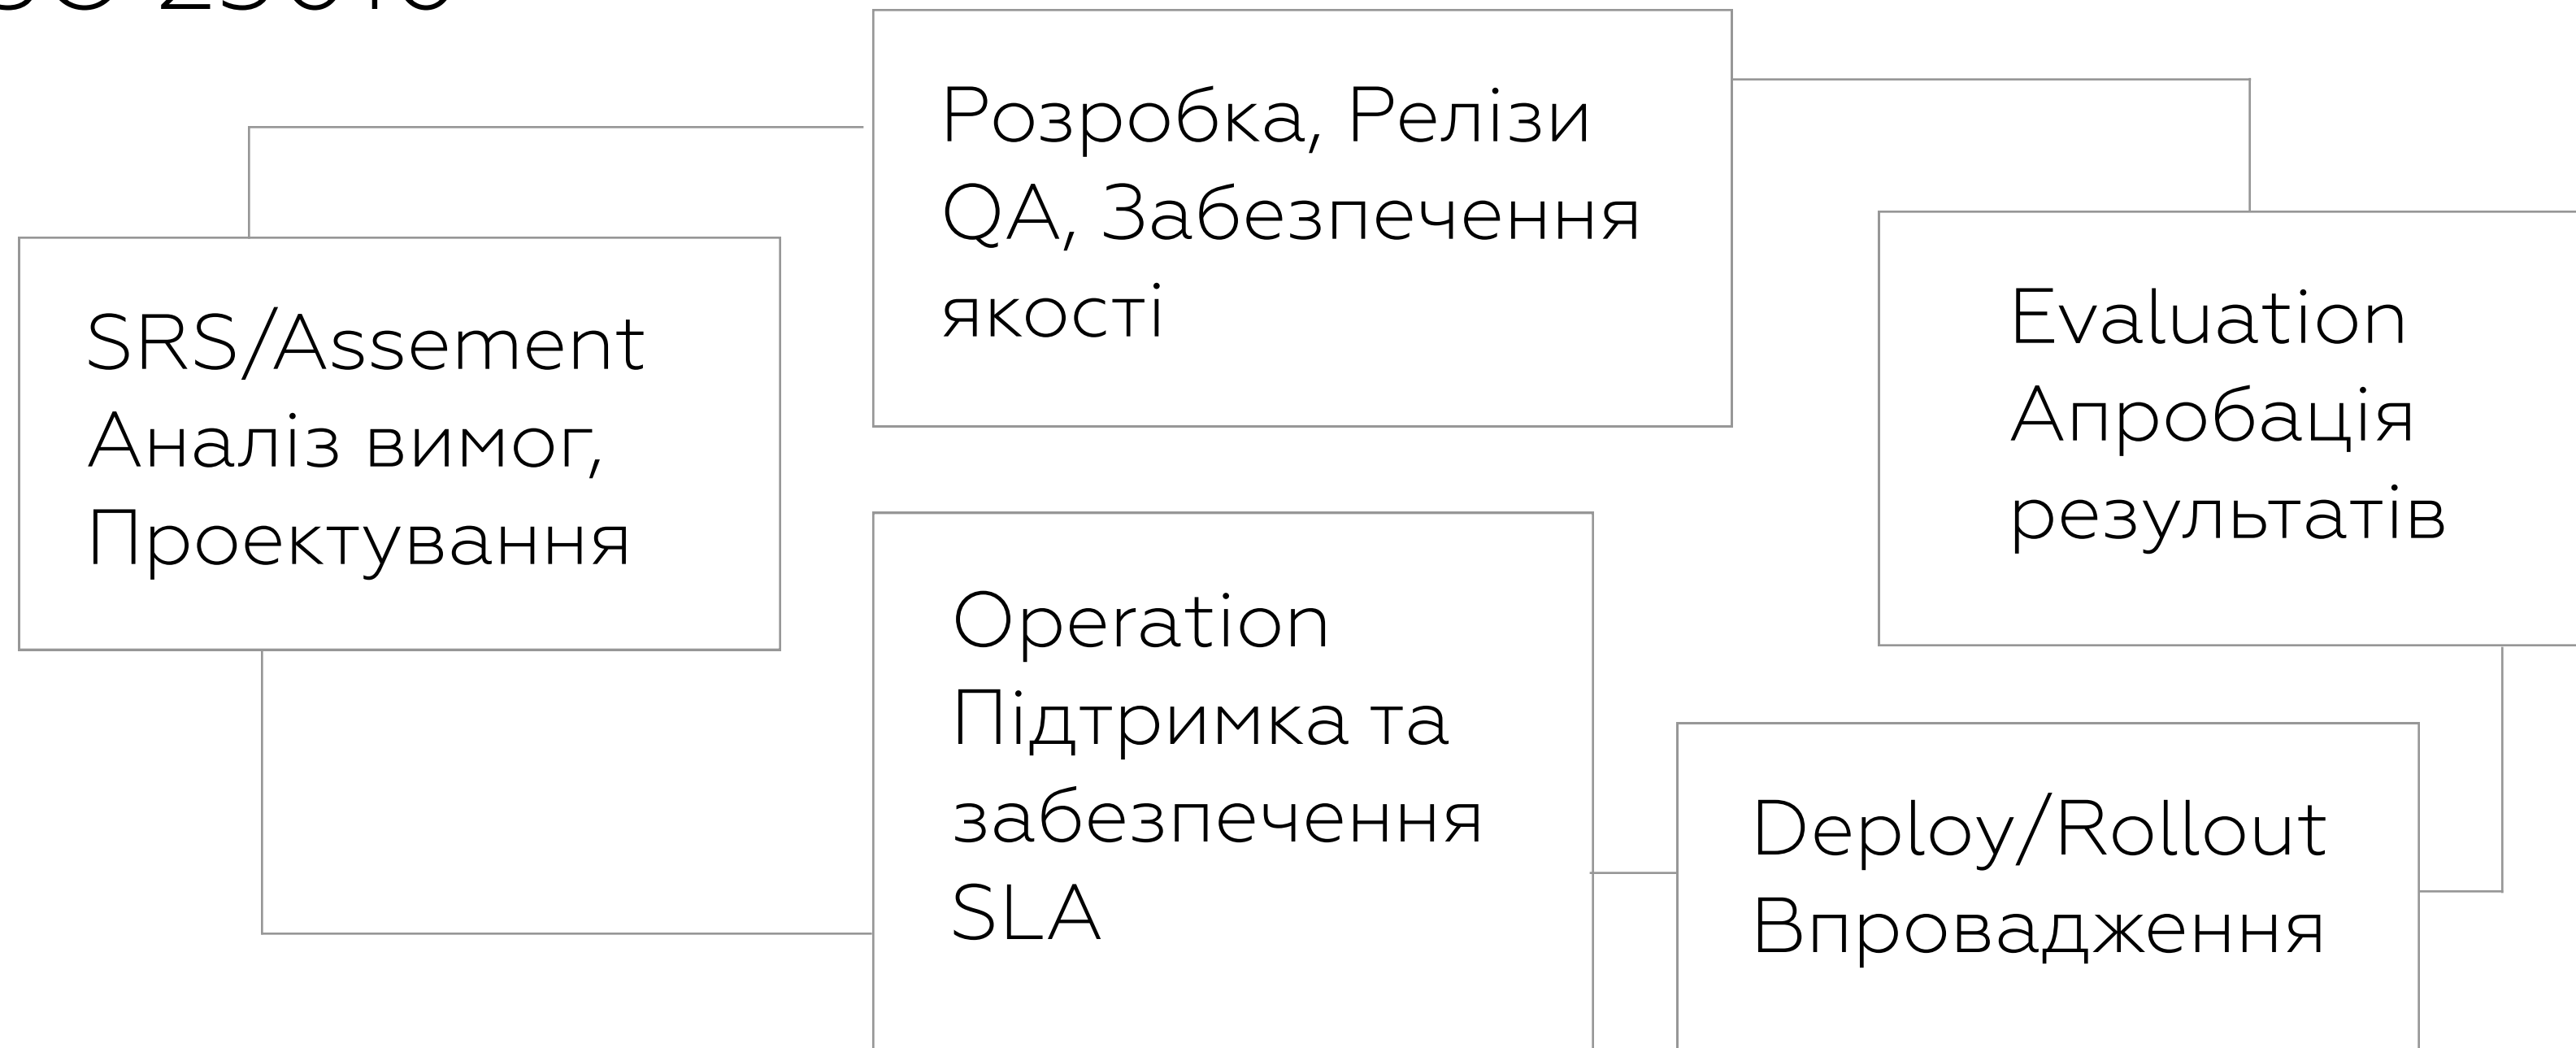 Розробка, Релізи
QA, Забезпечення
якості
SRS/Assement
Аналіз вимог,
Проектування
Evaluation
Апробація
результатів
Operation
Підтримка та
забезпечення
SLA
Deploy/Rollout
Впровадження